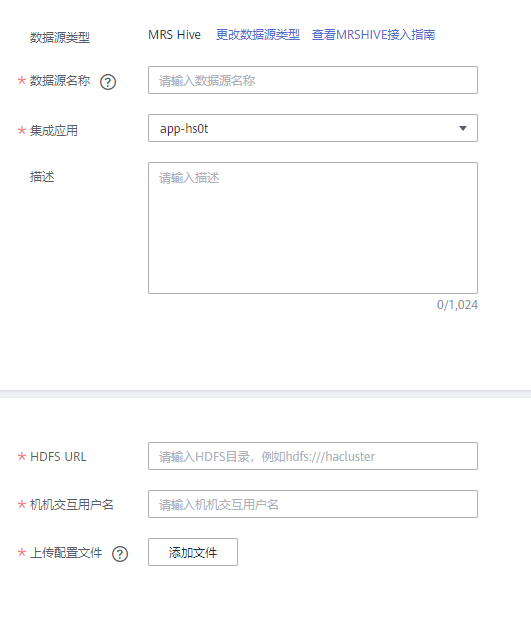 数据源类型 MRS Hive 更改数据源类型 查看MRSHIVE接入指南
* 数据源名称 ? 请输入数据源名称
* 集成应用 app-hs0t
描述 请输入描述
0/1,024
* HDFS URL 请输入HDFS目录，例如hdfs:///hacluster
* 机机交互用户名 请输入机机交互用户名
* 上传配置文件 ? 添加文件